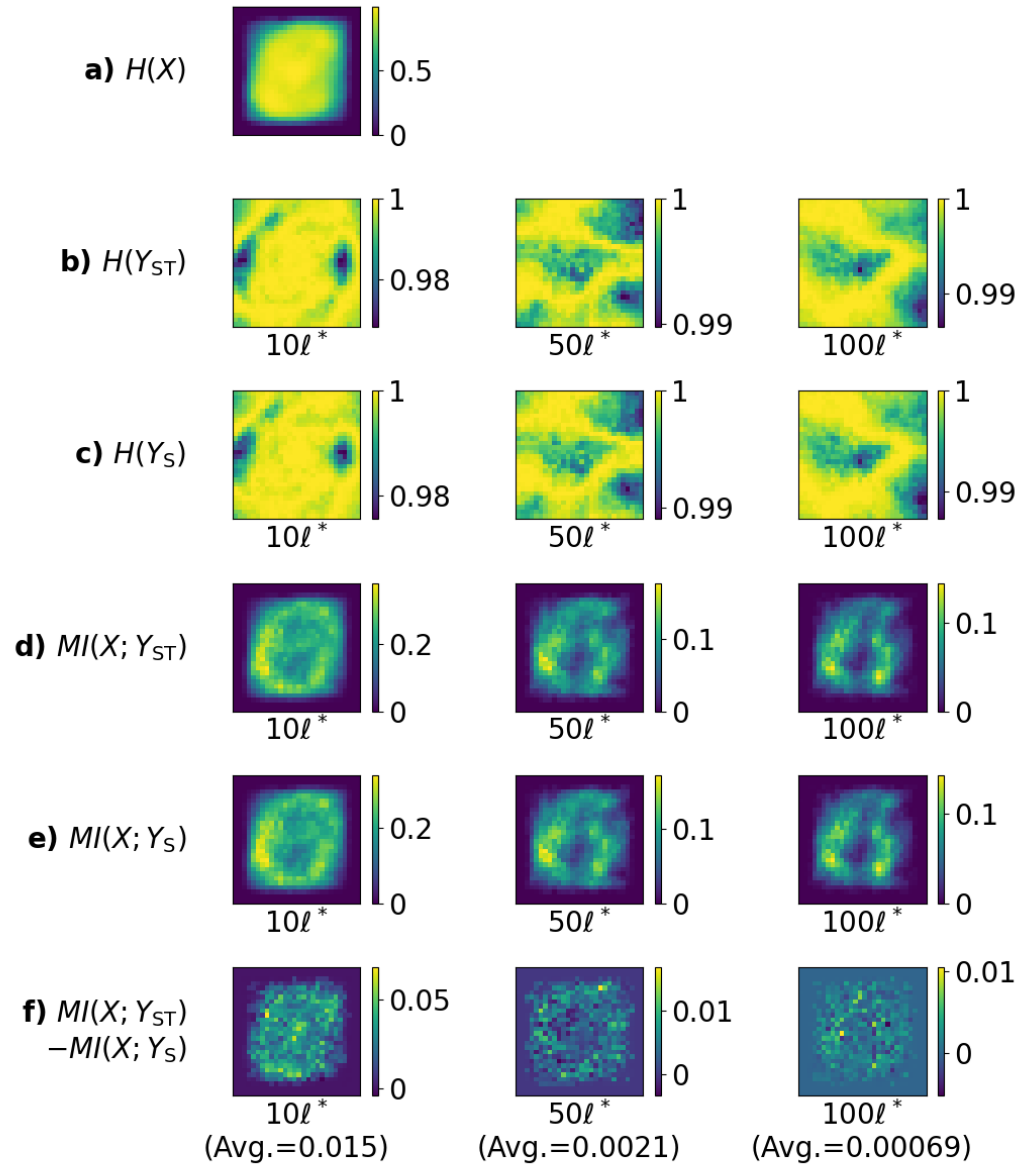 a) H(X)
0.5
0
b) H(Y_ST)
1
0.98
10ℓ*
1
0.99
50ℓ*
1
0.99
100ℓ*
c) H(Y_S)
1
0.98
10ℓ*
1
0.99
50ℓ*
1
0.99
100ℓ*
d) MI(X; Y_ST)
0.2
0
10ℓ*
0.1
0
50ℓ*
0.1
0
100ℓ*
e) MI(X; Y_S)
0.2
0
10ℓ*
0.1
0
50ℓ*
0.1
0
100ℓ*
f) MI(X; Y_ST)
−MI(X; Y_S)
0.05
0
10ℓ*
(Avg.=0.015)
0.01
0
50ℓ*
(Avg.=0.0021)
0.01
0
100ℓ*
(Avg.=0.00069)